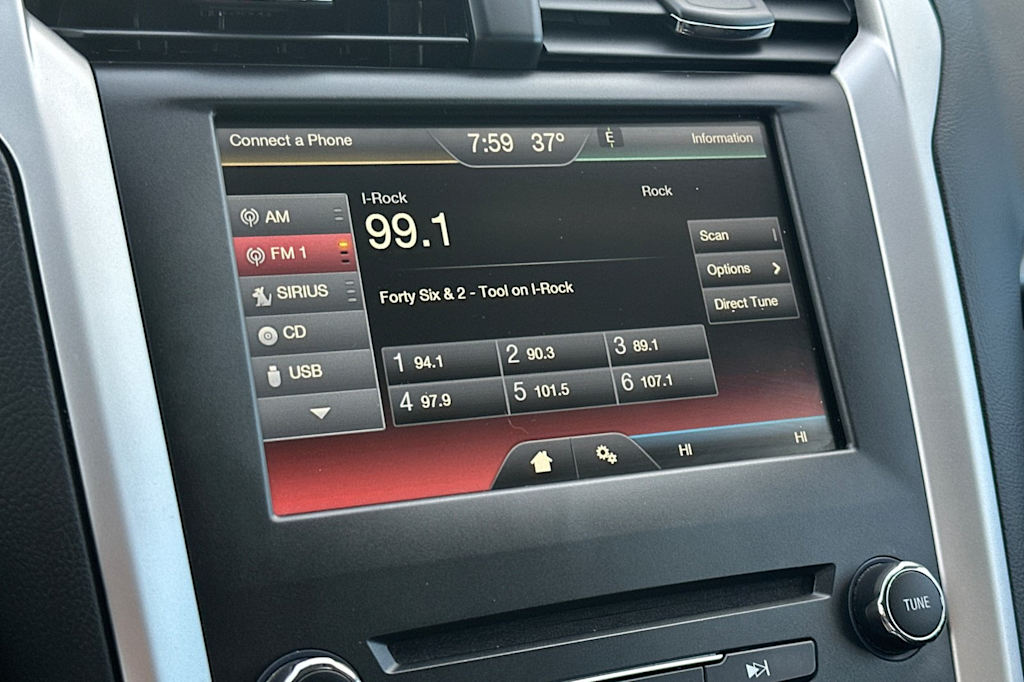 Connect a Phone
7:59 37°
E
Information
I-Rock
Rock
99.1
AM
FM 1
SIRIUS
CD
USB
Forty Six & 2 - Tool on I-Rock
Scan
Options
Direct Tune
1 94.1 2 90.3 3 89.1
4 97.9 5 101.5 6 107.1
HI HI
TUNE